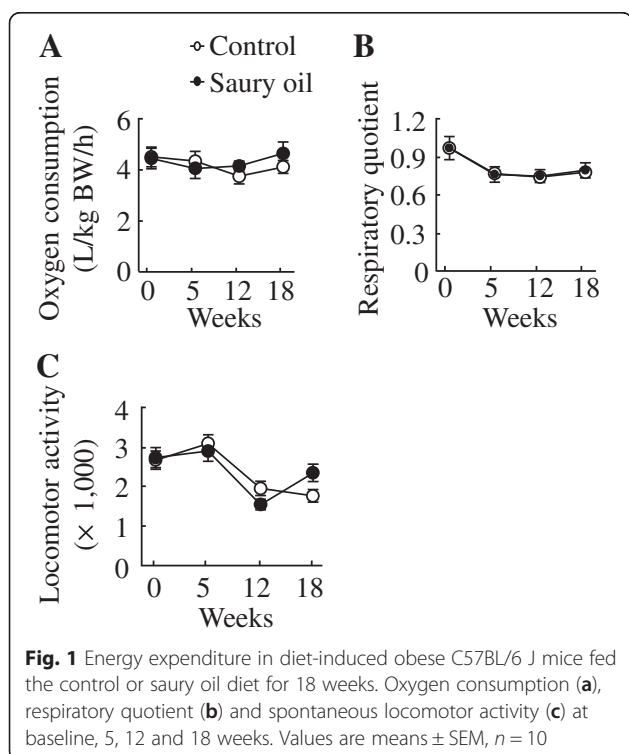 A
Control
Saury oil
B
Oxygen consumption
(L/kg BW/h)
6
4
2
0
0 5 12 18
Weeks
Respiratory quotient
1.2
0.9
0.6
0.3
0
0 5 12 18
Weeks
C
Locomotor activity
(× 1,000)
4
3
2
1
0
0 5 12 18
Weeks
Fig. 1 Energy expenditure in diet-induced obese C57BL/6 J mice fed
the control or saury oil diet for 18 weeks. Oxygen consumption (a),
respiratory quotient (b) and spontaneous locomotor activity (c) at
baseline, 5, 12 and 18 weeks. Values are means ± SEM, n = 10